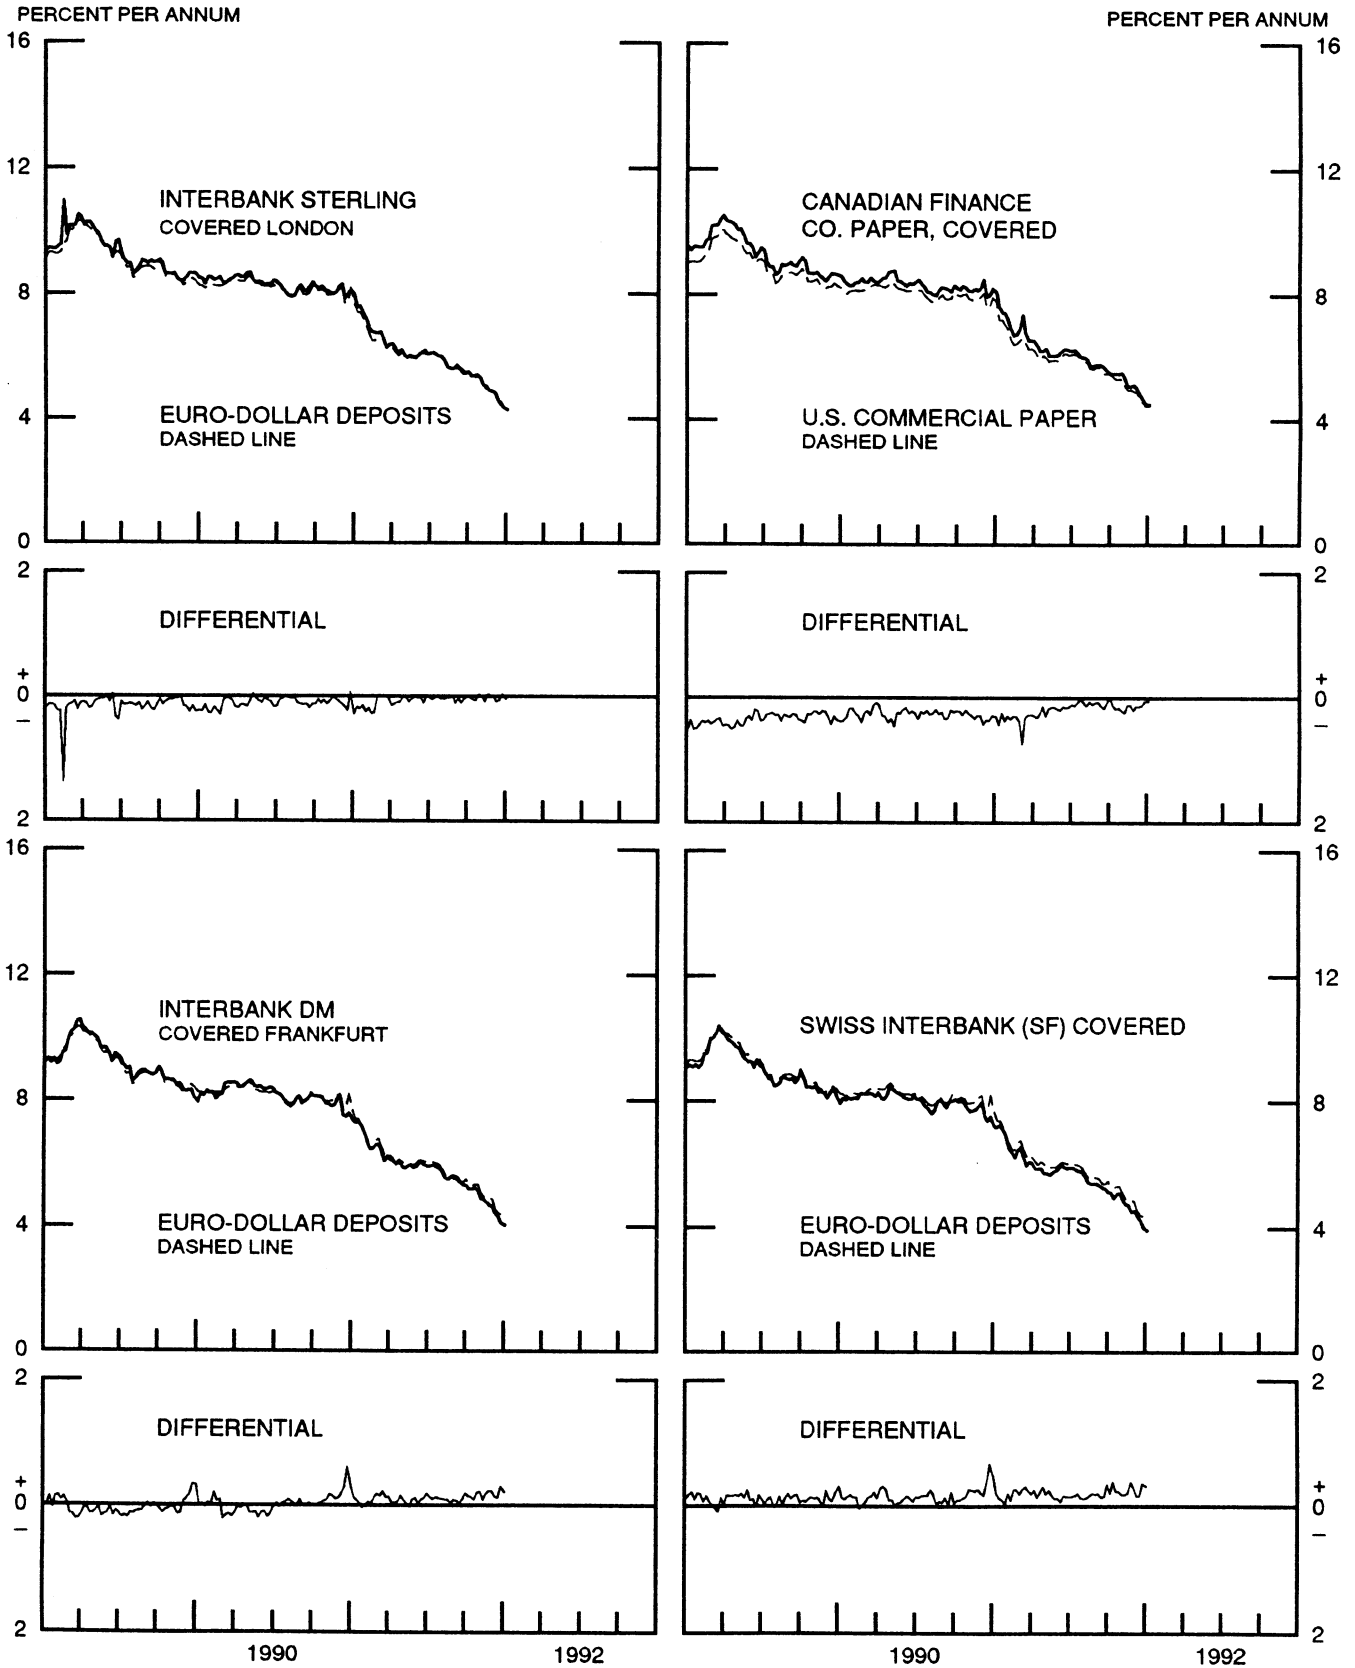 PERCENT PER ANNUM
PERCENT PER ANNUM
16
16
12
12
INTERBANK STERLING
COVERED LONDON
CANADIAN FINANCE
CO. PAPER, COVERED
8
8
EURO-DOLLAR DEPOSITS
DASHED LINE
U.S. COMMERCIAL PAPER
DASHED LINE
4
4
0
0
2
2
DIFFERENTIAL
DIFFERENTIAL
+
0
–
+
0
–
2
2
16
16
12
12
INTERBANK DM
COVERED FRANKFURT
SWISS INTERBANK (SF) COVERED
8
8
EURO-DOLLAR DEPOSITS
DASHED LINE
EURO-DOLLAR DEPOSITS
DASHED LINE
4
4
0
0
2
2
DIFFERENTIAL
DIFFERENTIAL
+
0
–
+
0
–
2
2
1990 1992
1990 1992